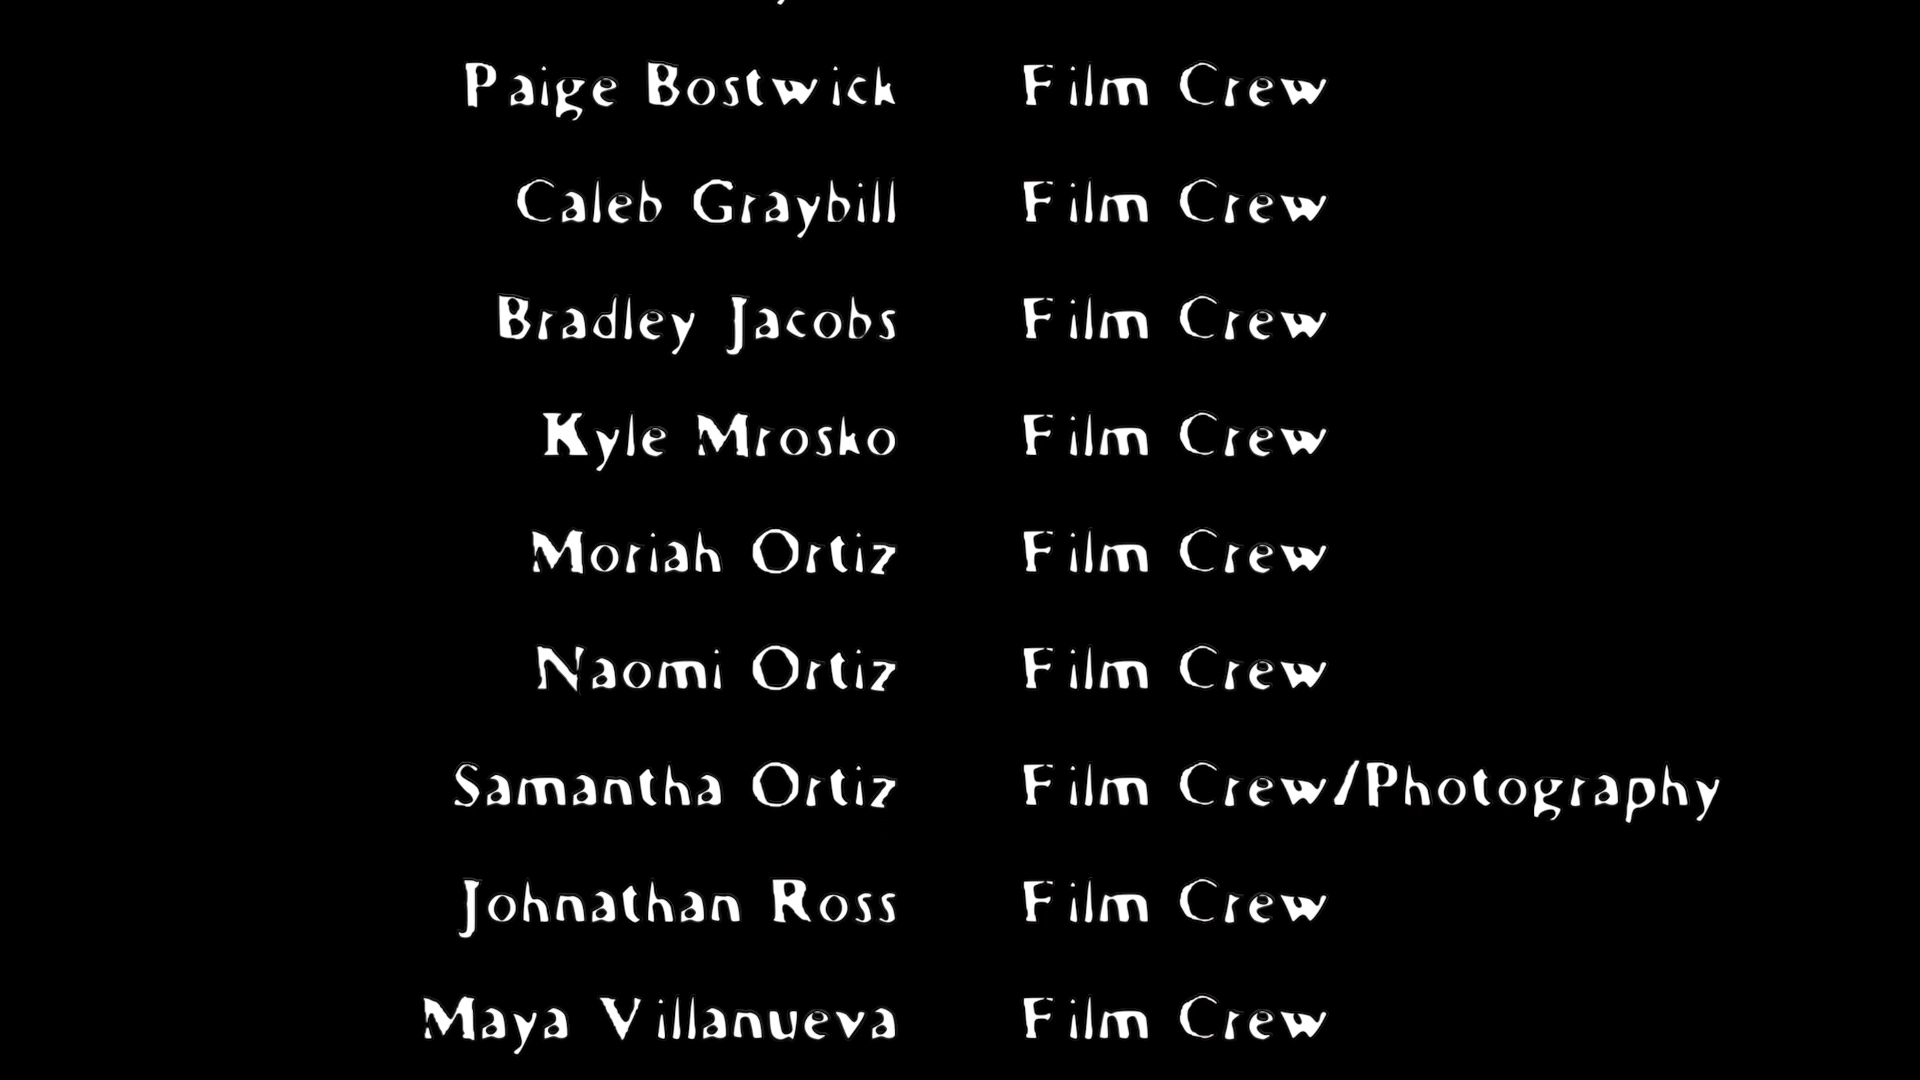 Paige Bostwick Film Crew
Caleb Graybill Film Crew
Bradley Jacobs Film Crew
Kyle Mrosko Film Crew
Moriah Ortiz Film Crew
Naomi Ortiz Film Crew
Samantha Ortiz Film Crew/Photography
Johnathan Ross Film Crew
Maya Villanueva Film Crew